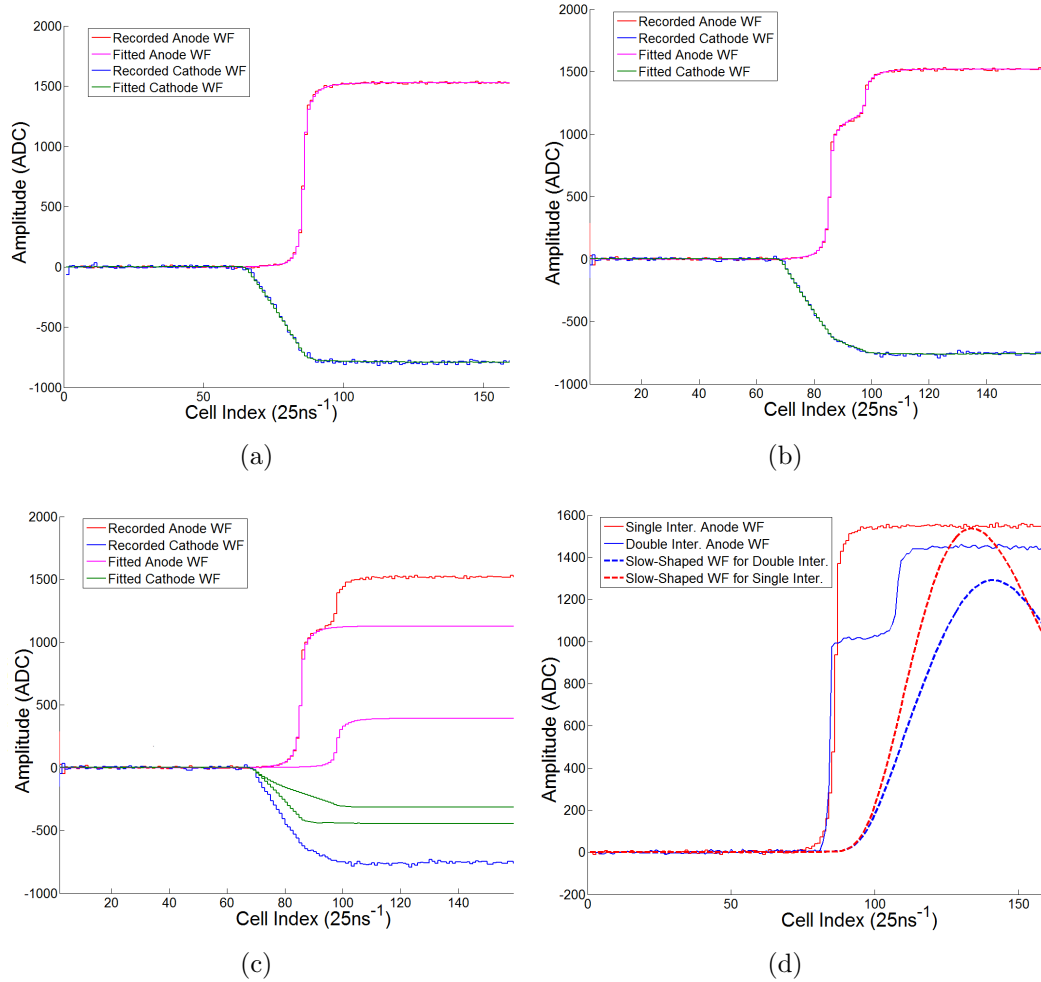 2000
1500
1000
500
0
-500
-1000
Amplitude (ADC)
Recorded Anode WF
Fitted Anode WF
Recorded Cathode WF
Fitted Cathode WF
0 50 100 150
Cell Index (25ns⁻¹)
(a)
2000
1500
1000
500
0
-500
-1000
Amplitude (ADC)
Recorded Anode WF
Recorded Cathode WF
Fitted Anode WF
Fitted Cathode WF
20 40 60 80 100 120 140
Cell Index (25ns⁻¹)
(b)
2000
1500
1000
500
0
-500
-1000
Amplitude (ADC)
Recorded Anode WF
Recorded Cathode WF
Fitted Anode WF
Fitted Cathode WF
20 40 60 80 100 120 140
Cell Index (25ns⁻¹)
(c)
1600
1400
1200
1000
800
600
400
200
0
-200
Amplitude (ADC)
Single Inter. Anode WF
Double Inter. Anode WF
Slow-Shaped WF for Double Inter.
Slow-Shaped WF for Single Inter.
0 50 100 150
Cell Index (25ns⁻¹)
(d)